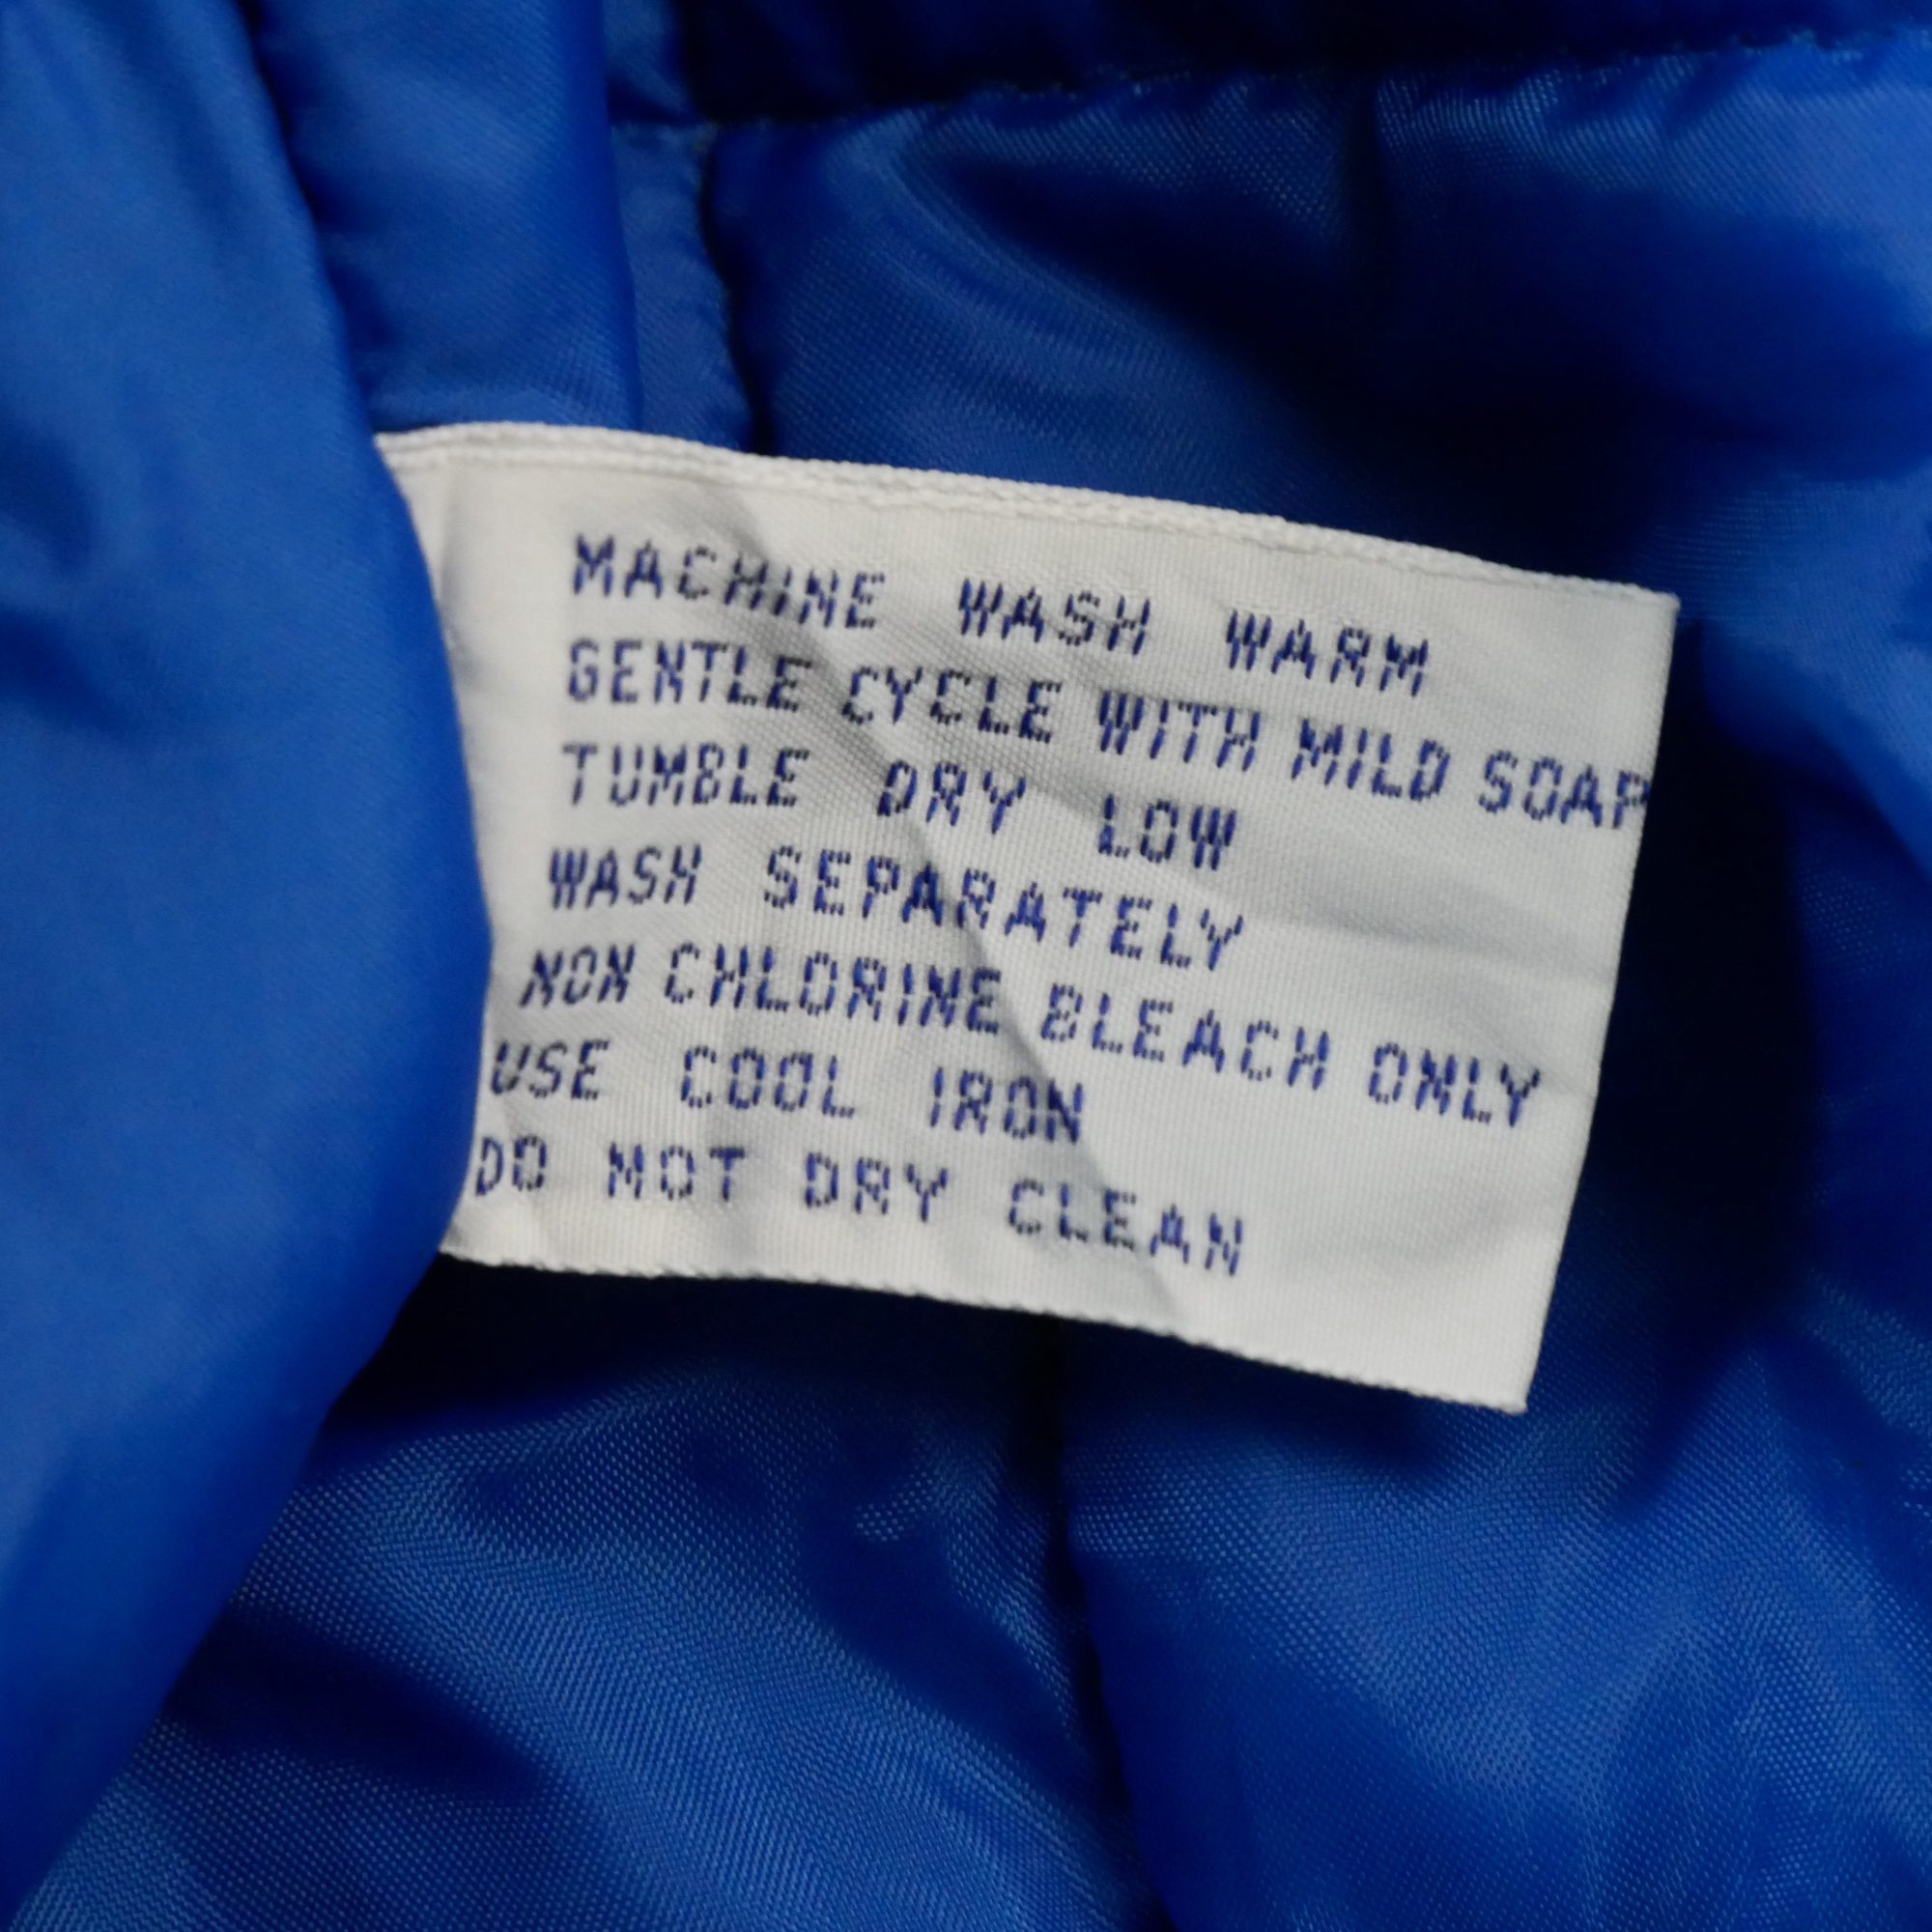 MACHINE WASH WARM
GENTLE CYCLE WITH MILD SOAP
TUMBLE DRY LOW
WASH SEPARATELY
NON CHLORINE BLEACH ONLY
USE COOL IRON
DO NOT DRY CLEAN